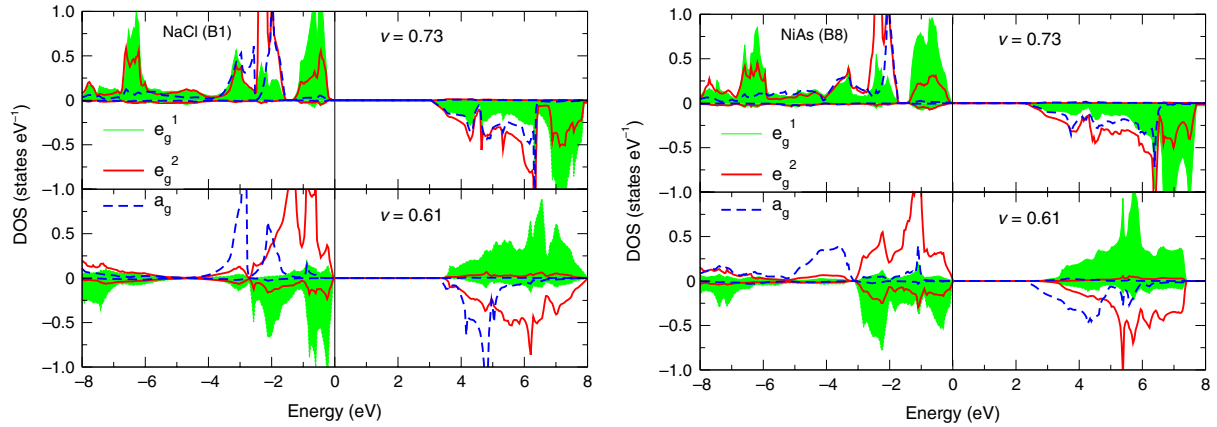 NaCl (B1)
v = 0.73
1.0
0.5
0
−0.5
e_g^1
e_g^2
a_g
v = 0.61
1.0
0.5
0
−0.5
−1.0
DOS (states eV⁻¹)
−8
−6
−4
−2
0
2
4
6
8
Energy (eV)
NiAs (B8)
v = 0.73
1.0
0.5
0
−0.5
e_g^1
e_g^2
a_g
v = 0.61
−1.0
0.5
0
−0.5
−1.0
DOS (states eV⁻¹)
−8
−6
−4
−2
0
2
4
6
8
Energy (eV)